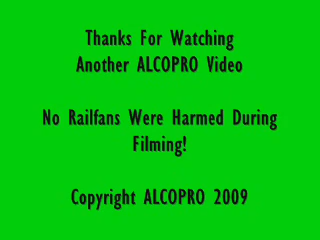 Thanks For Watching
Another ALCOPRO Video
No Railfans Were Harmed During
Filming!
Copyright ALCOPRO 2009